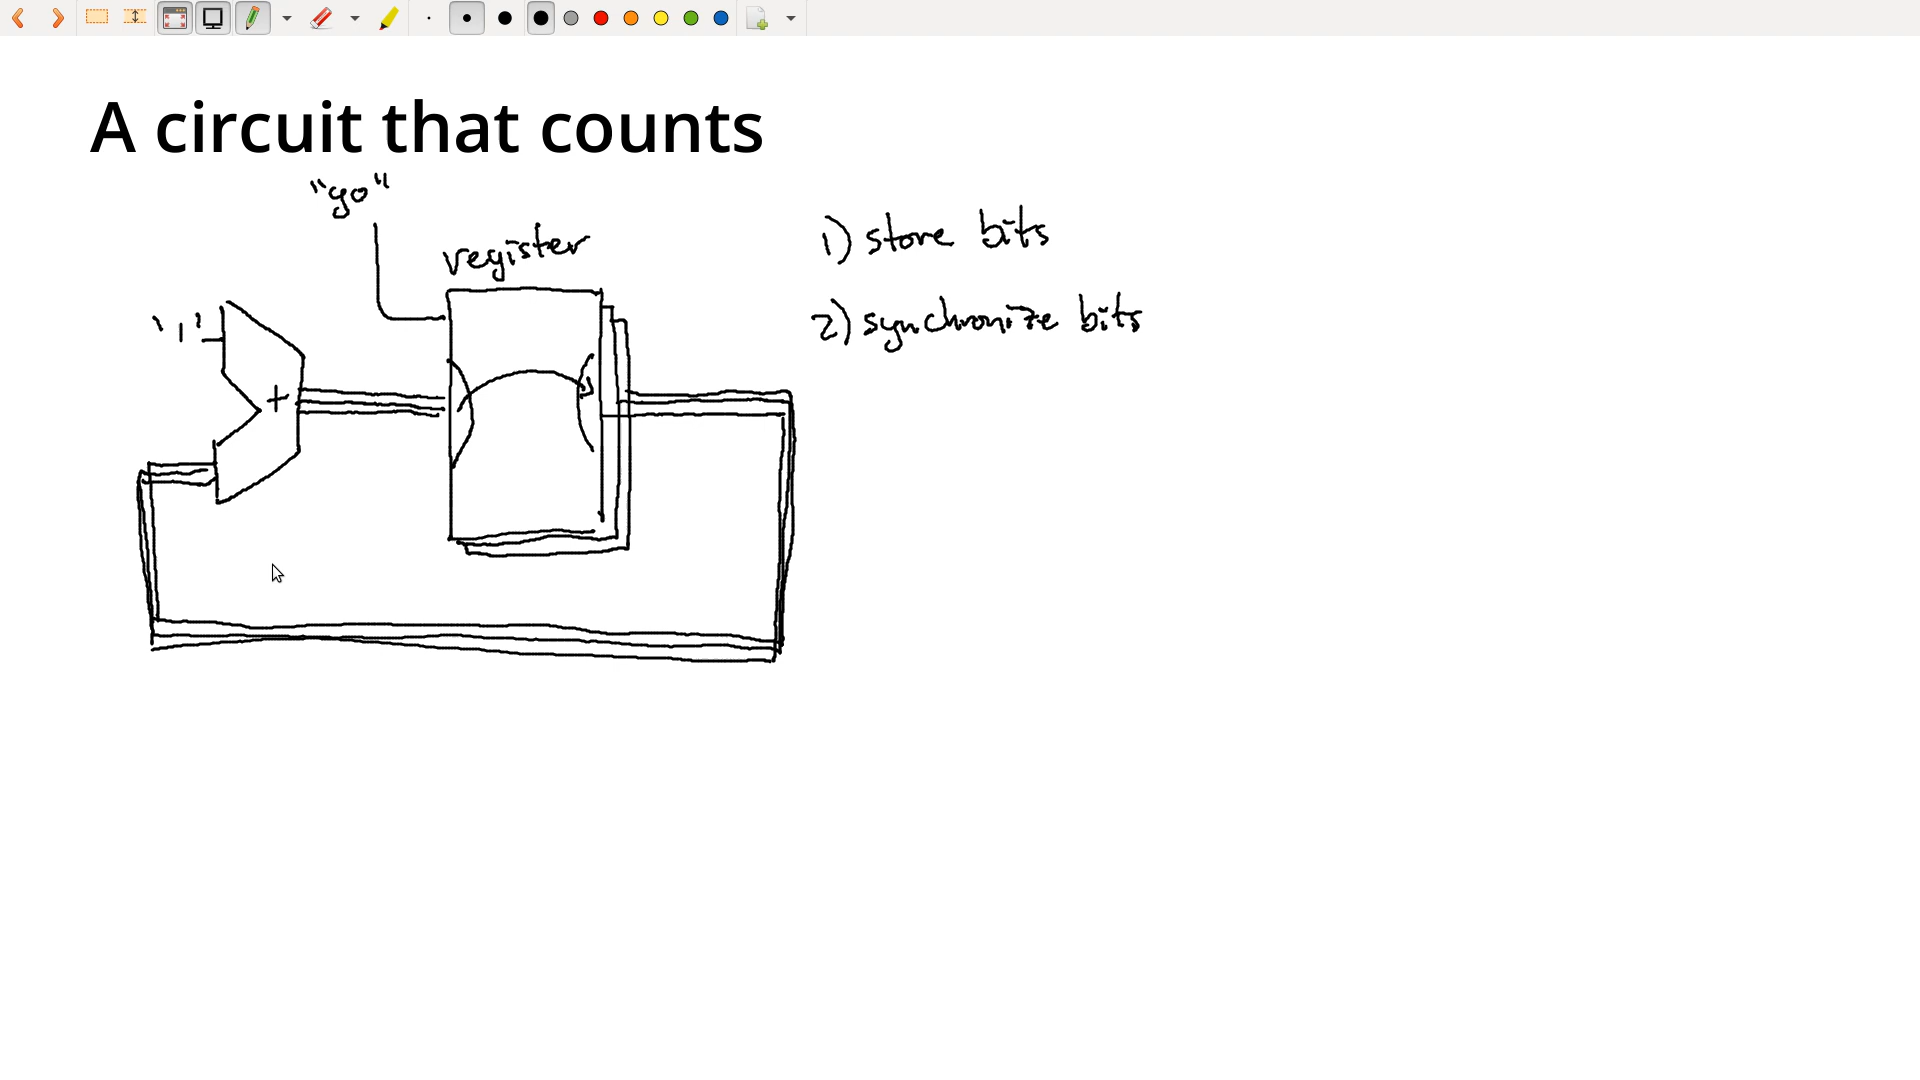 A circuit that counts
"go"
register
1) store bits
2) synchronize bits
'1'
+